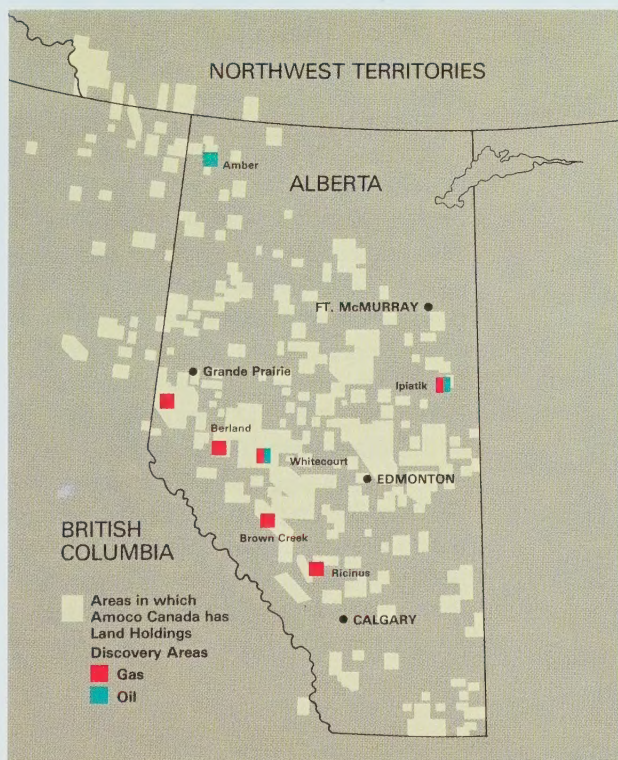 NORTHWEST TERRITORIES
Amber
ALBERTA
FT. McMURRAY
Grande Prairie
Ipiatik
Berland
Whitecourt
EDMONTON
Brown Creek
BRITISH
COLUMBIA
Ricinus
Areas in which
Amoco Canada has
Land Holdings
CALGARY
Discovery Areas
Gas
Oil